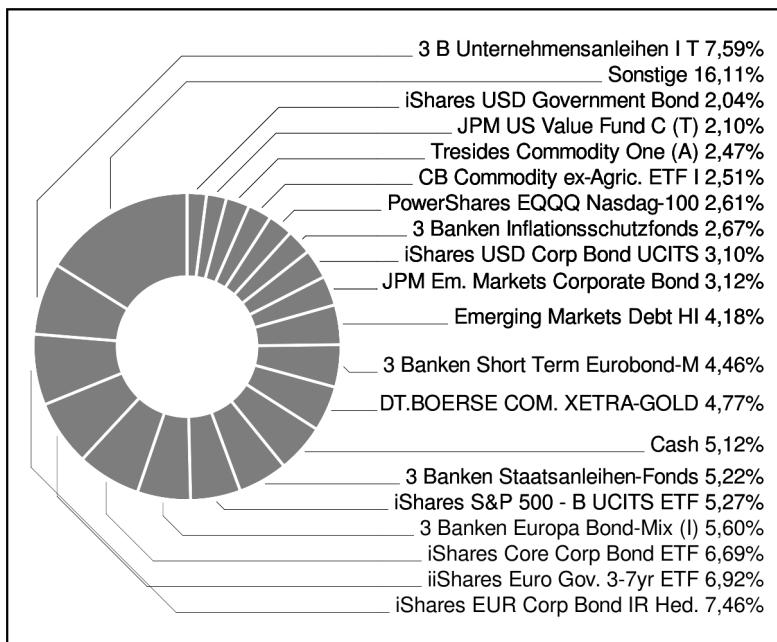 3 B Unternehmensanleihen I T 7,59%
Sonstige 16,11%
iShares USD Government Bond 2,04%
JPM US Value Fund C (T) 2,10%
Tresides Commodity One (A) 2,47%
CB Commodity ex-Agric. ETF I 2,51%
PowerShares EQQQ Nasdag-100 2,61%
3 Banken Inflationsschutzfonds 2,67%
iShares USD Corp Bond UCITS 3,10%
JPM Em. Markets Corporate Bond 3,12%
Emerging Markets Debt HI 4,18%
3 Banken Short Term Eurobond-M 4,46%
DT.BOERSE COM. XETRA-GOLD 4,77%
Cash 5,12%
3 Banken Staatsanleihen-Fonds 5,22%
iShares S&P 500 - B UCITS ETF 5,27%
3 Banken Europa Bond-Mix (I) 5,60%
iShares Core Corp Bond ETF 6,69%
iiShares Euro Gov. 3-7yr ETF 6,92%
iShares EUR Corp Bond IR Hed. 7,46%